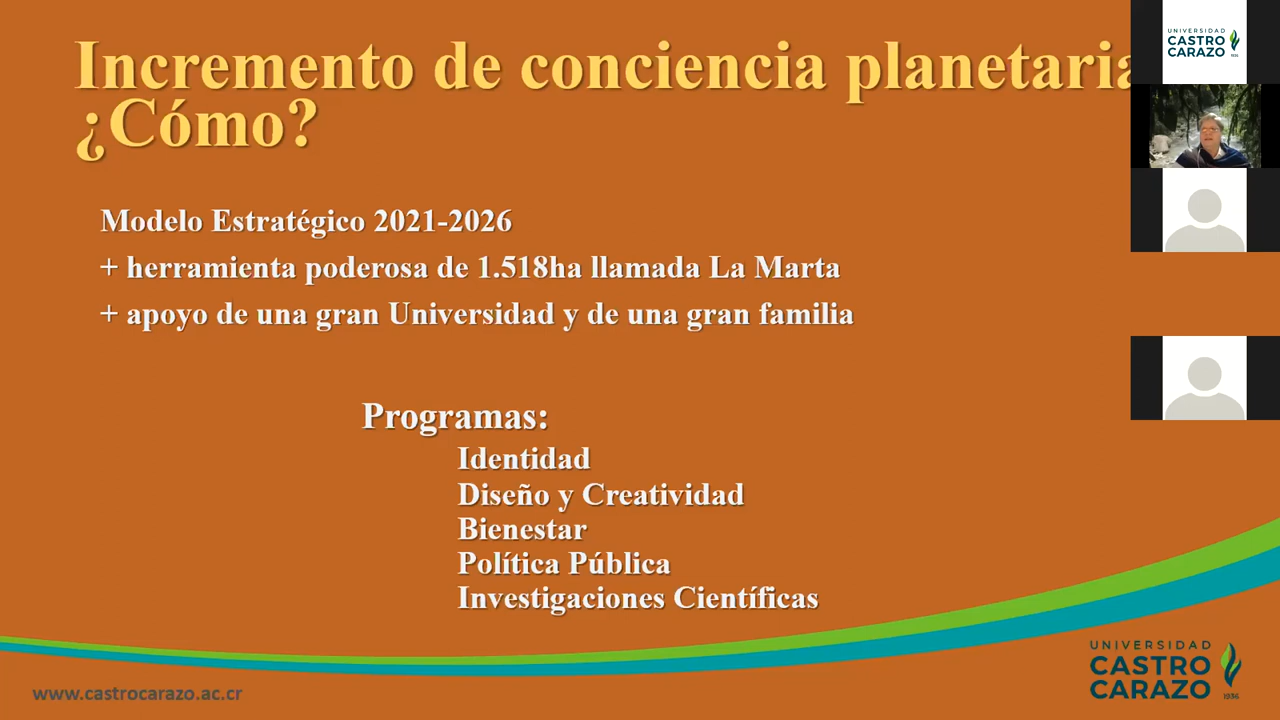 Incremento de conciencia planetaria
¿Cómo?
Modelo Estratégico 2021-2026
+ herramienta poderosa de 1.518ha llamada La Marta
+ apoyo de una gran Universidad y de una gran familia
Programas:
Identidad
Diseño y Creatividad
Bienestar
Política Pública
Investigaciones Científicas
www.castrocarazo.ac.cr
UNIVERSIDAD
CASTRO
CARAZO
1936
UNIVERSIDAD
CASTRO
CARAZO
1936